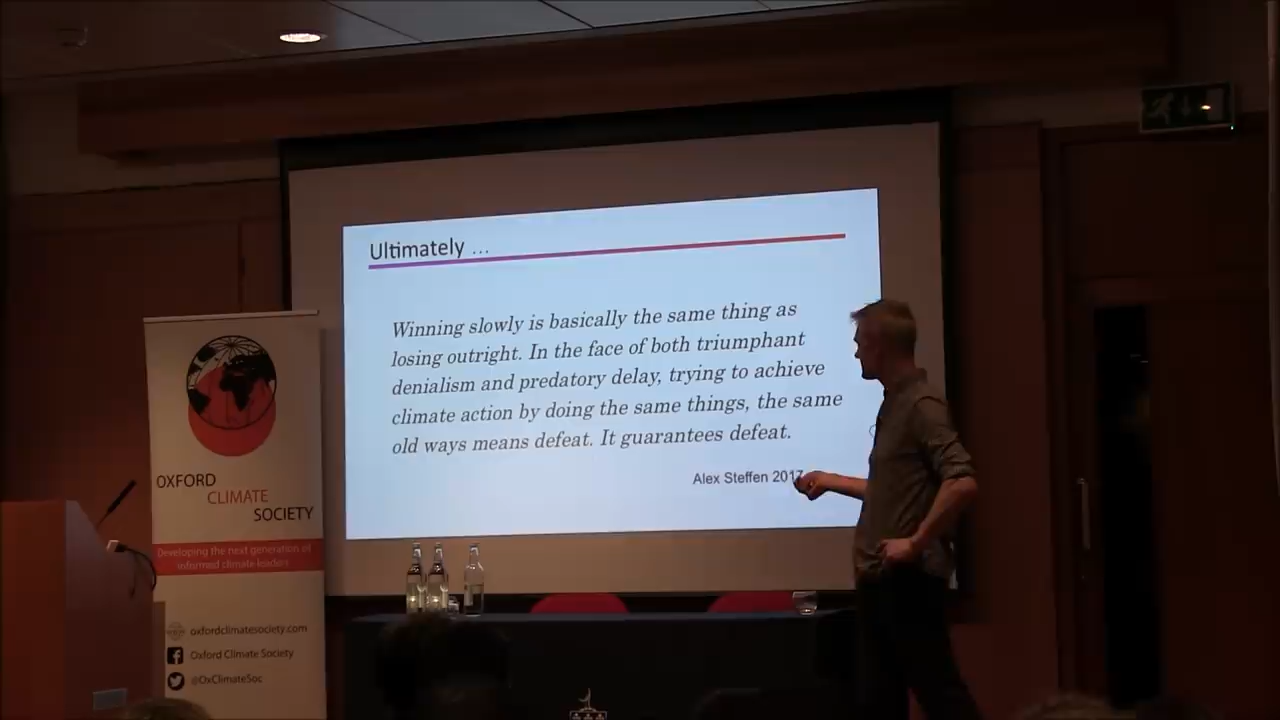 Ultimately ...
Winning slowly is basically the same thing as
losing outright. In the face of both triumphant
denialism and predatory delay, trying to achieve
climate action by doing the same things, the same
old ways means defeat. It guarantees defeat.
Alex Steffen 2017
OXFORD
CLIMATE
SOCIETY
Developing the next generation of
informed climate leaders
oxfordclimatesociety.com
Oxford Climate Society
@OxClimateSoc